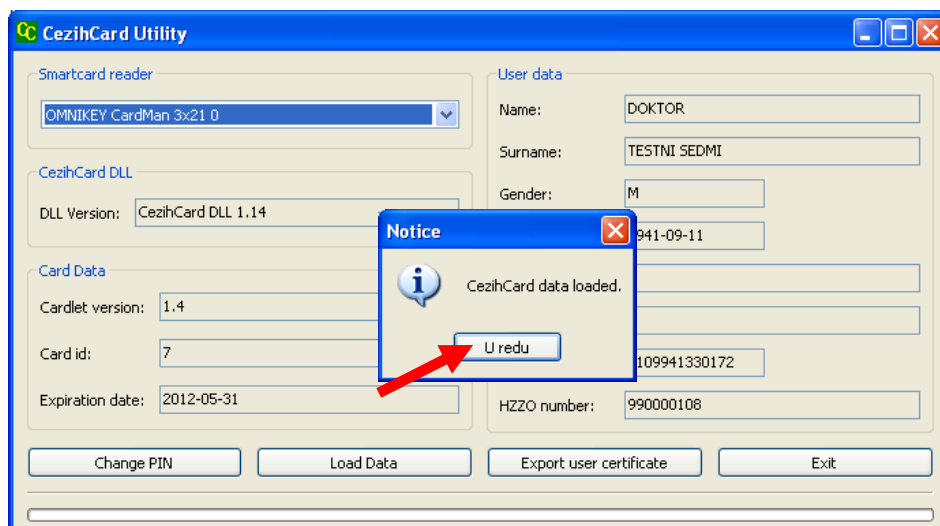 CC CezihCard Utility
Smartcard reader
OMNIKEY CardMan 3x21 0
CezihCard DLL
DLL Version: CezihCard DLL 1.14
Card Data
Cardlet version: 1.4
Card id: 7
Expiration date: 2012-05-31
User data
Name: DOKTOR
Surname: TESTNI SEDMI
Gender: M
941-09-11
109941330172
HZZO number: 990000108
Notice
CezihCard data loaded.
U redu
Change PIN Load Data Export user certificate Exit